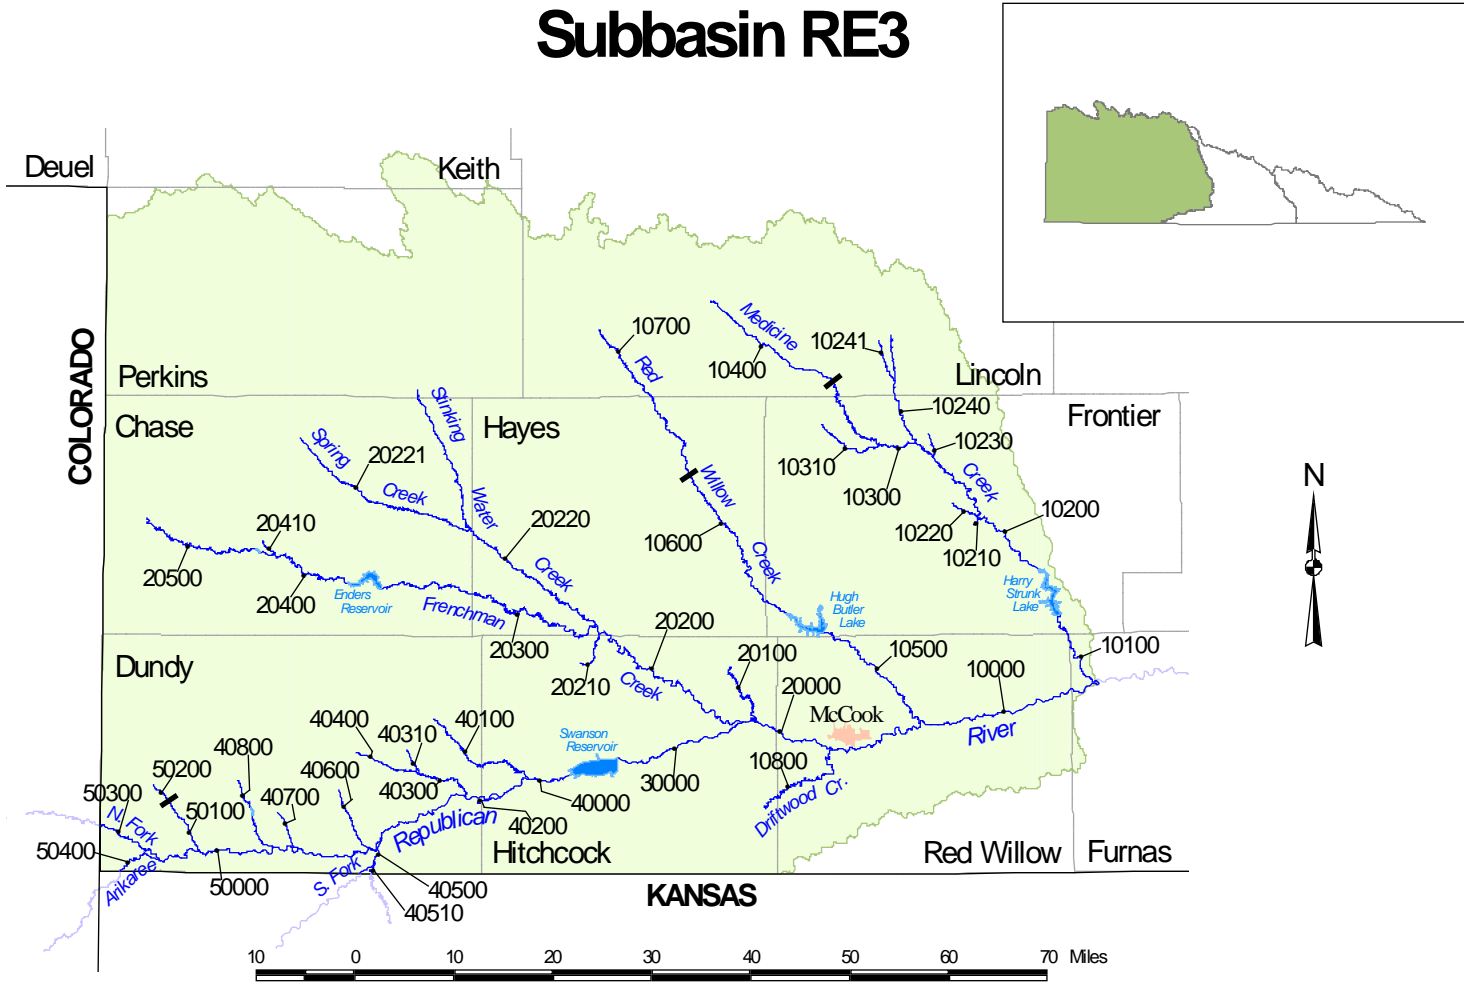 Subbasin RE3
Deuel
Keith
COLORADO
Perkins
Lincoln
Chase
Hayes
Frontier
Dundy
Hitchcock
Red Willow
Furnas
KANSAS
N
10700
Red
Medicine
10400
10241
10240
10230
10310
10300
Creek
10200
10220
10210
Stinking
Water
Spring
20221
Creek
20220
Creek
Willow
10600
Creek
20410
20500
20400
Enders
Reservoir
Frenchman
20300
20210
20200
Creek
Hugh
Butler
Lake
Harry
Strunk
Lake
10100
10500
10000
20100
20000
McCook
River
10800
Driftwood Cr.
30000
Swanson
Reservoir
40000
40100
40200
40310
40300
40400
Republican
40600
40800
40700
50200
50300
50100
N. Fork
50400
Arikaree
50000
S. Fork
40500
40510
10 0 10 20 30 40 50 60 70 Miles